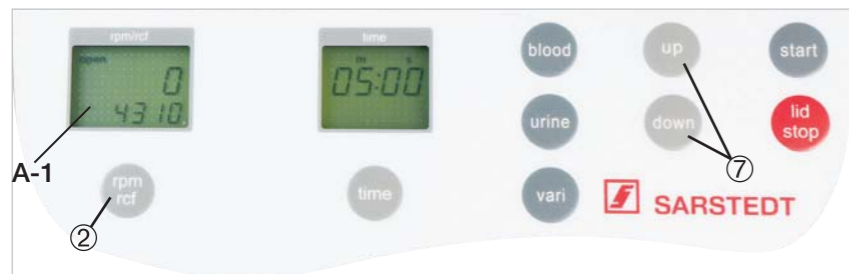 rpm/rcf
open
0
4310.
A-1
rpm
rcf
②
time
m s
05:00
time
blood
urine
vari
up
down
⑦
start
lid
stop
SARSTEDT